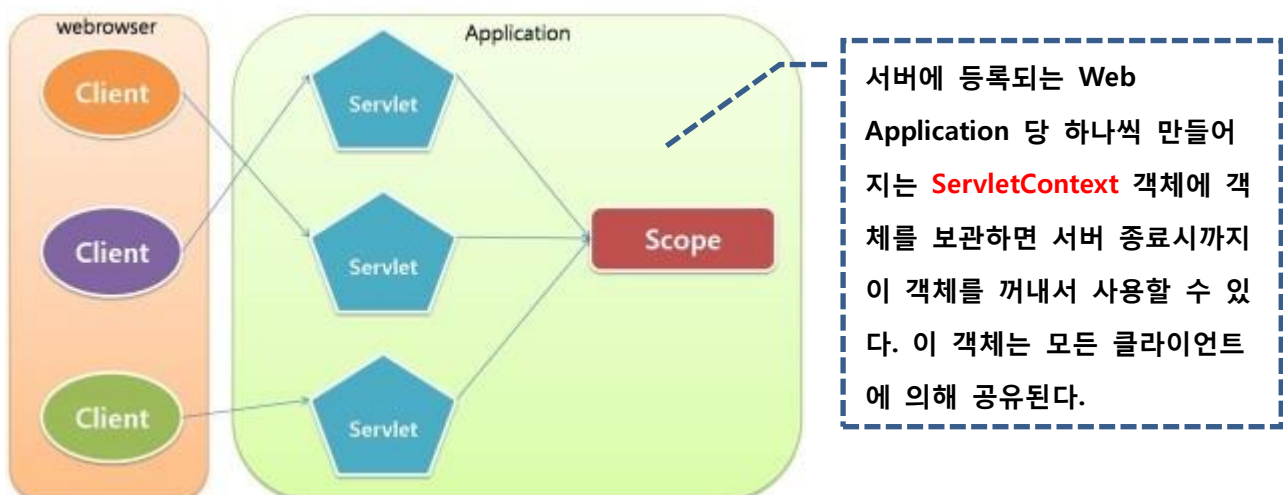 webrowser
Client
Client
Client
Application
Servlet
Servlet
Servlet
Scope
서버에 등록되는 Web
Application 당 하나씩 만들어
지는 ServletContext 객체에 객
체를 보관하면 서버 종료시까지
이 객체를 꺼내서 사용할 수 있
다. 이 객체는 모든 클라이언트
에 의해 공유된다.